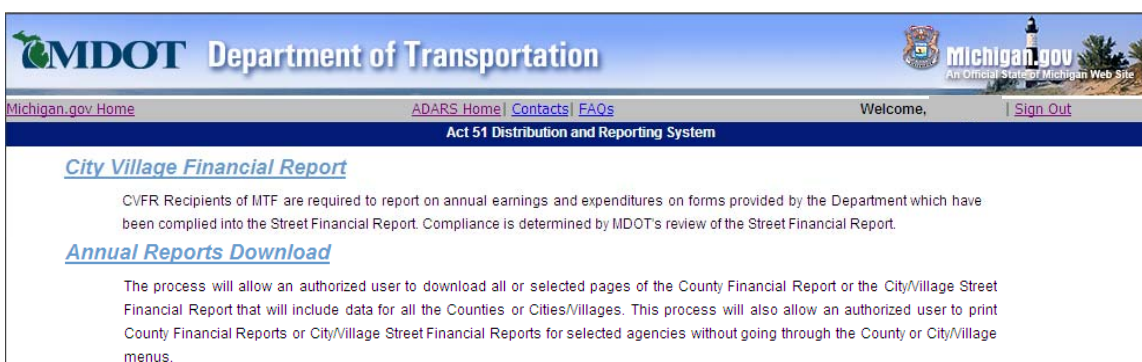 MDOT Department of Transportation Michigan.gov
An Official State of Michigan Web Site
Michigan.gov Home ADARS Home| Contacts| FAQs Welcome, | Sign Out
Act 51 Distribution and Reporting System
City Village Financial Report
CVFR Recipients of MTF are required to report on annual earnings and expenditures on forms provided by the Department which have
been complied into the Street Financial Report. Compliance is determined by MDOT's review of the Street Financial Report.
Annual Reports Download
The process will allow an authorized user to download all or selected pages of the County Financial Report or the City/Village Street
Financial Report that will include data for all the Counties or Cities/Villages. This process will also allow an authorized user to print
County Financial Reports or City/Village Street Financial Reports for selected agencies without going through the County or City/Village
menus.